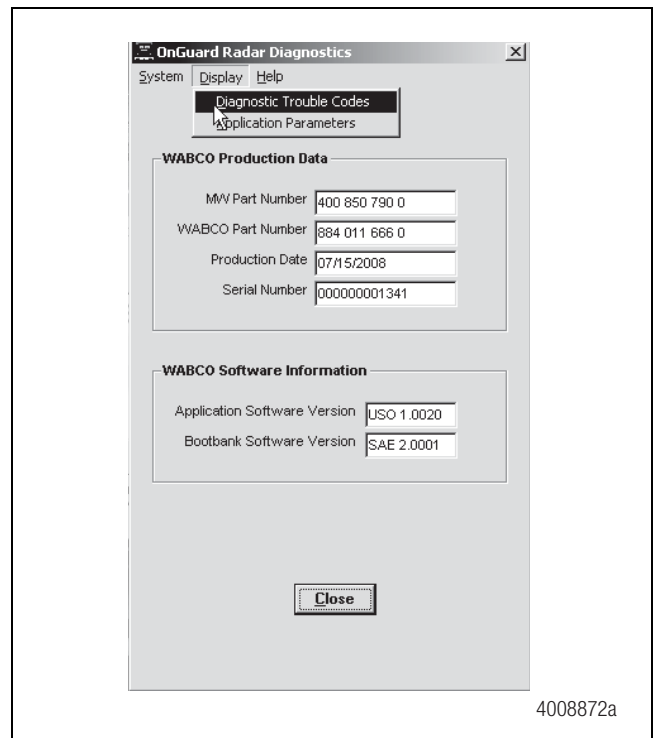 OnGuard Radar Diagnostics
System Display Help
Diagnostic Trouble Codes
Application Parameters
WABCO Production Data
MW Part Number 400 850 790 0
WABCO Part Number 884 011 666 0
Production Date 07/15/2008
Serial Number 000000001341
WABCO Software Information
Application Software Version USO 1.0020
Bootbank Software Version SAE 2.0001
Close
4008872a